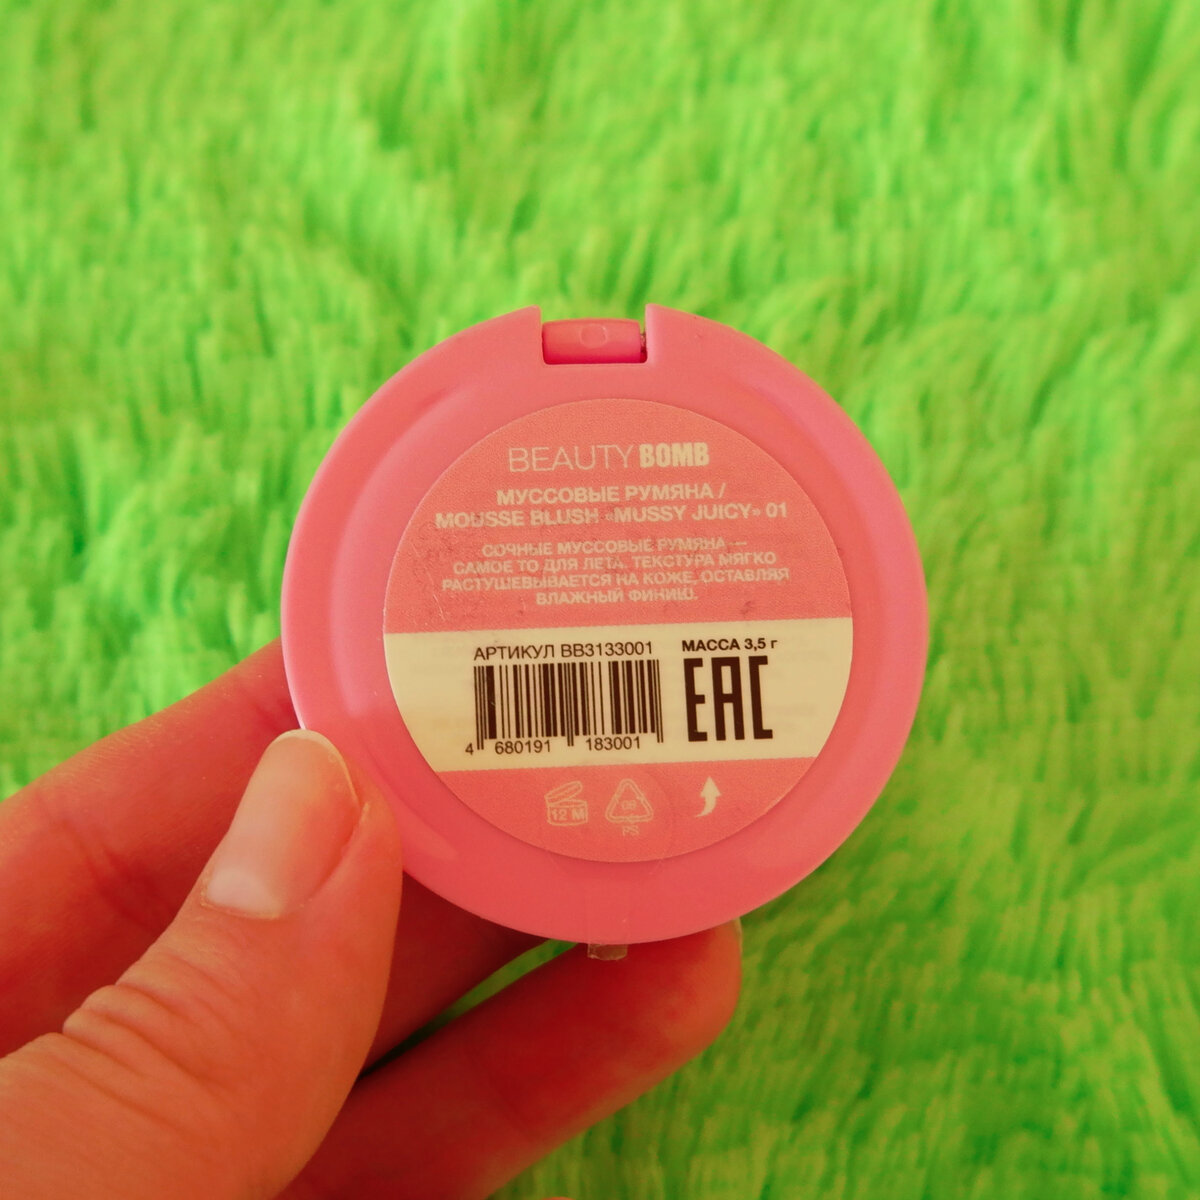 BEAUTY BOMB
МУССОВЫЕ РУМЯНА /
MOUSSE BLUSH «MUSSY JUICY» 01
СОЧНЫЕ МУССОВЫЕ РУМЯНА —
САМОЕ ТО ДЛЯ ЛЕТА. ТЕКСТУРА МЯГКО
РАСТУШЕВЫВАЕТСЯ НА КОЖЕ, ОСТАВЛЯЯ
ВЛАЖНЫЙ ФИНИШ.
АРТИКУЛ BB3133001 МАССА 3,5 г
EAC
4 680191 183001
12 M 06
PS